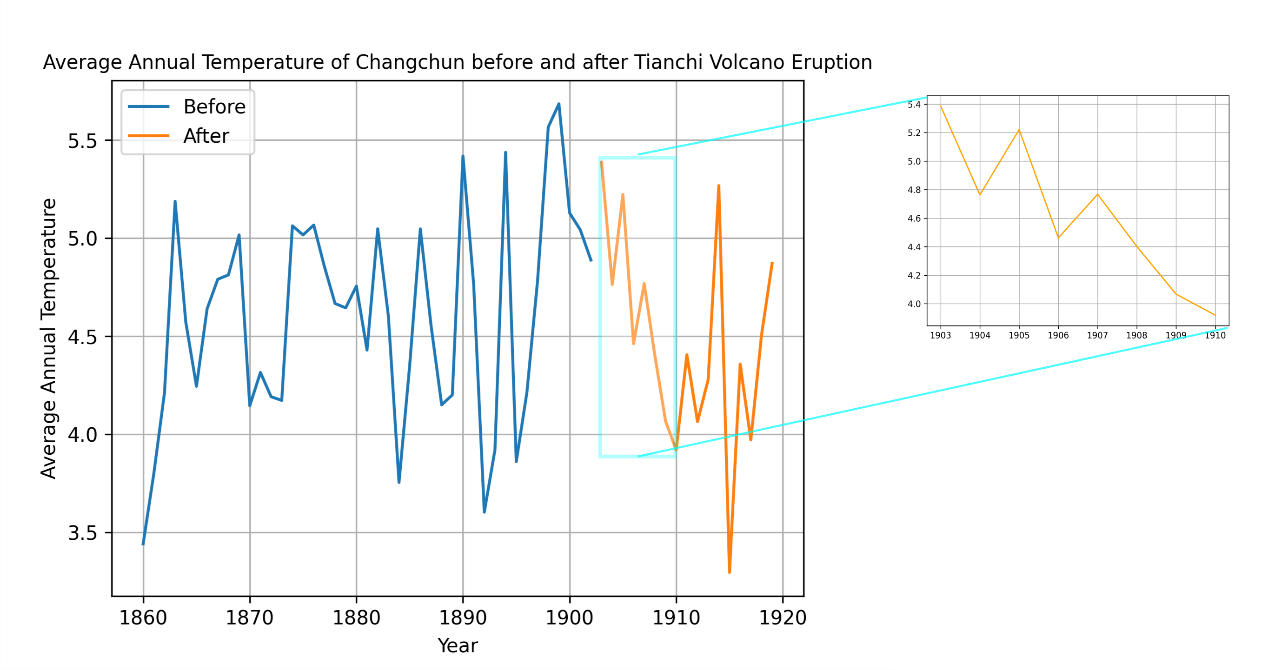 Average Annual Temperature of Changchun before and after Tianchi Volcano Eruption
Before
After
Average Annual Temperature
5.5
5.0
4.5
4.0
3.5
1860 1870 1880 1890 1900 1910 1920
Year
5.4
5.2
5.0
4.8
4.6
4.4
4.2
4.0
1903 1904 1905 1906 1907 1908 1909 1910